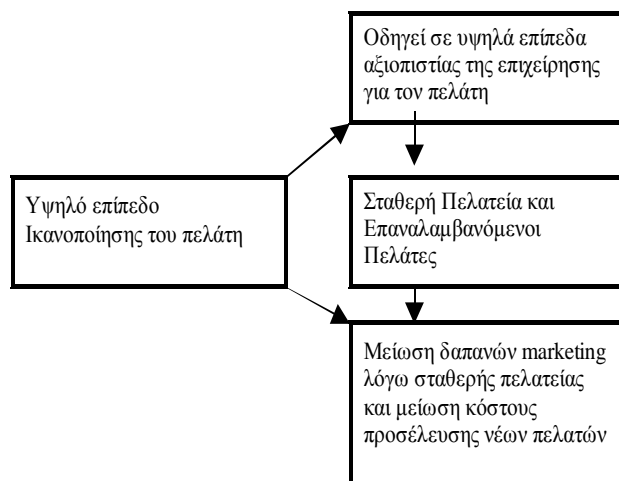 Οδηγεί σε υψηλά επίπεδα
αξιοπιστίας της επιχείρησης
για τον πελάτη
Υψηλό επίπεδο
Ικανοποίησης του πελάτη
Σταθερή Πελατεία και
Επαναλαμβανόμενοι
Πελάτες
Μείωση δαπανών marketing
λόγω σταθερής πελατείας
και μείωση κόστους
προσέλευσης νέων πελατών